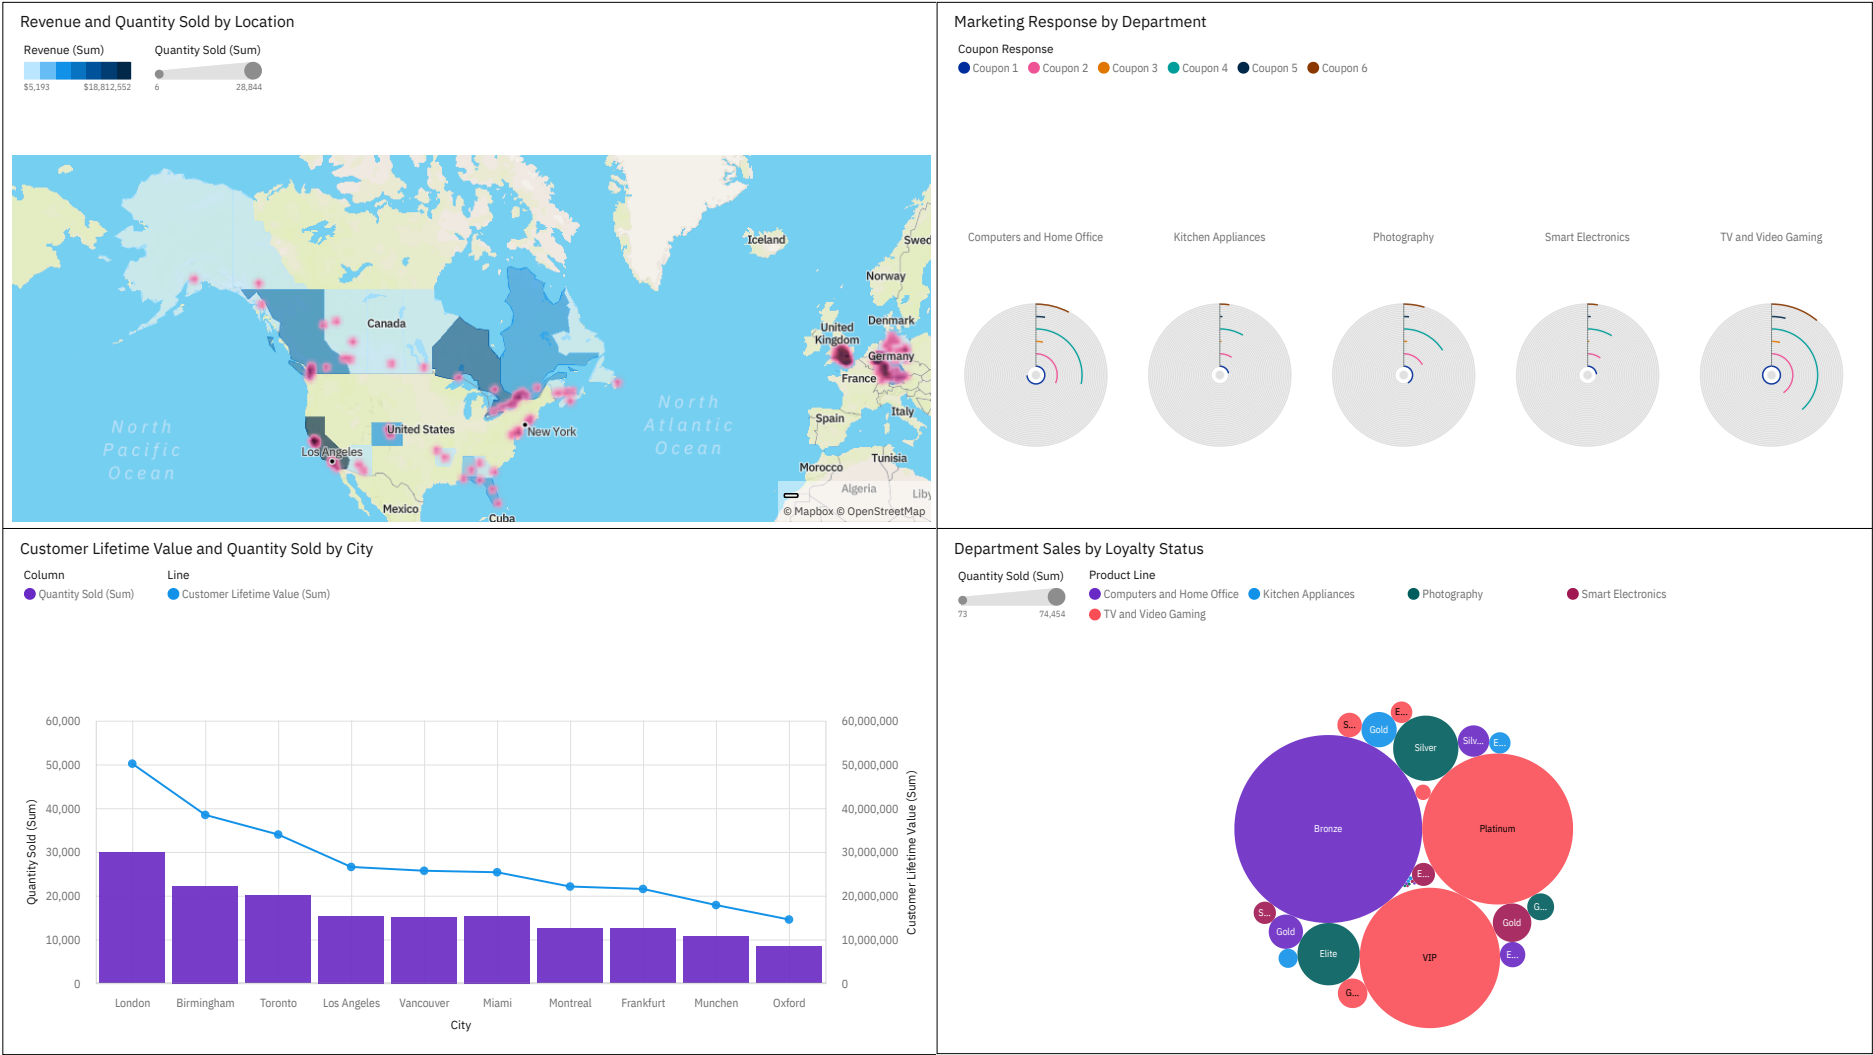 Revenue and Quantity Sold by Location
Revenue (Sum)
Quantity Sold (Sum)
$5,193
$18,812,552
6
28,844
Iceland
Swed
Norway
Canada
United
Kingdom
Denmark
Germany
France
North
Pacific
Ocean
North
Atlantic
Ocean
United States
New York
Los Angeles
Spain
Italy
Morocco
Tunisia
Algeria
Liby
Mexico
Cuba
© Mapbox © OpenStreetMap
Marketing Response by Department
Coupon Response
Coupon 1
Coupon 2
Coupon 3
Coupon 4
Coupon 5
Coupon 6
Computers and Home Office
Kitchen Appliances
Photography
Smart Electronics
TV and Video Gaming
Customer Lifetime Value and Quantity Sold by City
Column
Line
Quantity Sold (Sum)
Customer Lifetime Value (Sum)
60,000
50,000
40,000
30,000
20,000
10,000
0
Quantity Sold (Sum)
60,000,000
50,000,000
40,000,000
30,000,000
20,000,000
10,000,000
0
Customer Lifetime Value (Sum)
London
Birmingham
Toronto
Los Angeles
Vancouver
Miami
Montreal
Frankfurt
Munchen
Oxford
City
Department Sales by Loyalty Status
Quantity Sold (Sum)
73
74,454
Product Line
Computers and Home Office
Kitchen Appliances
Photography
Smart Electronics
TV and Video Gaming
E...
S...
Gold
Silver
Silv...
E...
Bronze
Platinum
E...
S...
G...
Gold
Gold
Elite
VIP
E...
G...